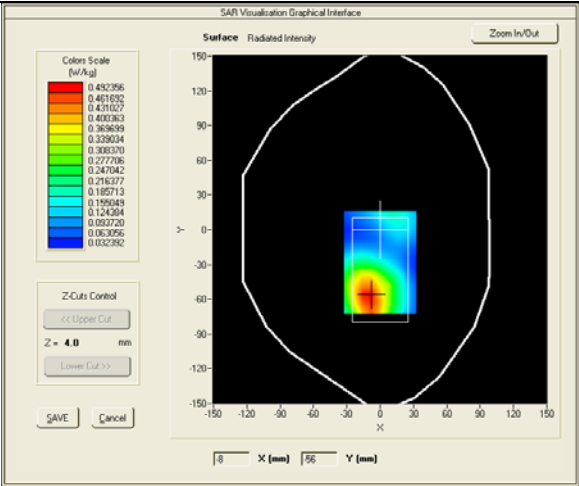 SAR Visualisation Graphical Interface
Surface Radiated Intensity
Zoom In/Out
Colors Scale
(W/kg)
0.492356
0.461692
0.431027
0.400363
0.369699
0.339034
0.308370
0.277706
0.247042
0.216377
0.185713
0.155049
0.124384
0.093720
0.063056
0.032392
Z-Cuts Control
<< Upper Cut
Z = 4.0 mm
Lower Cut >>
SAVE Cancel
150-
120-
90-
60-
30-
0-
-30-
-60-
-90-
-120-
-150-
Y
-150 -120 -90 -60 -30 0 30 60 90 120 150
X
-8 X (mm) -56 Y (mm)